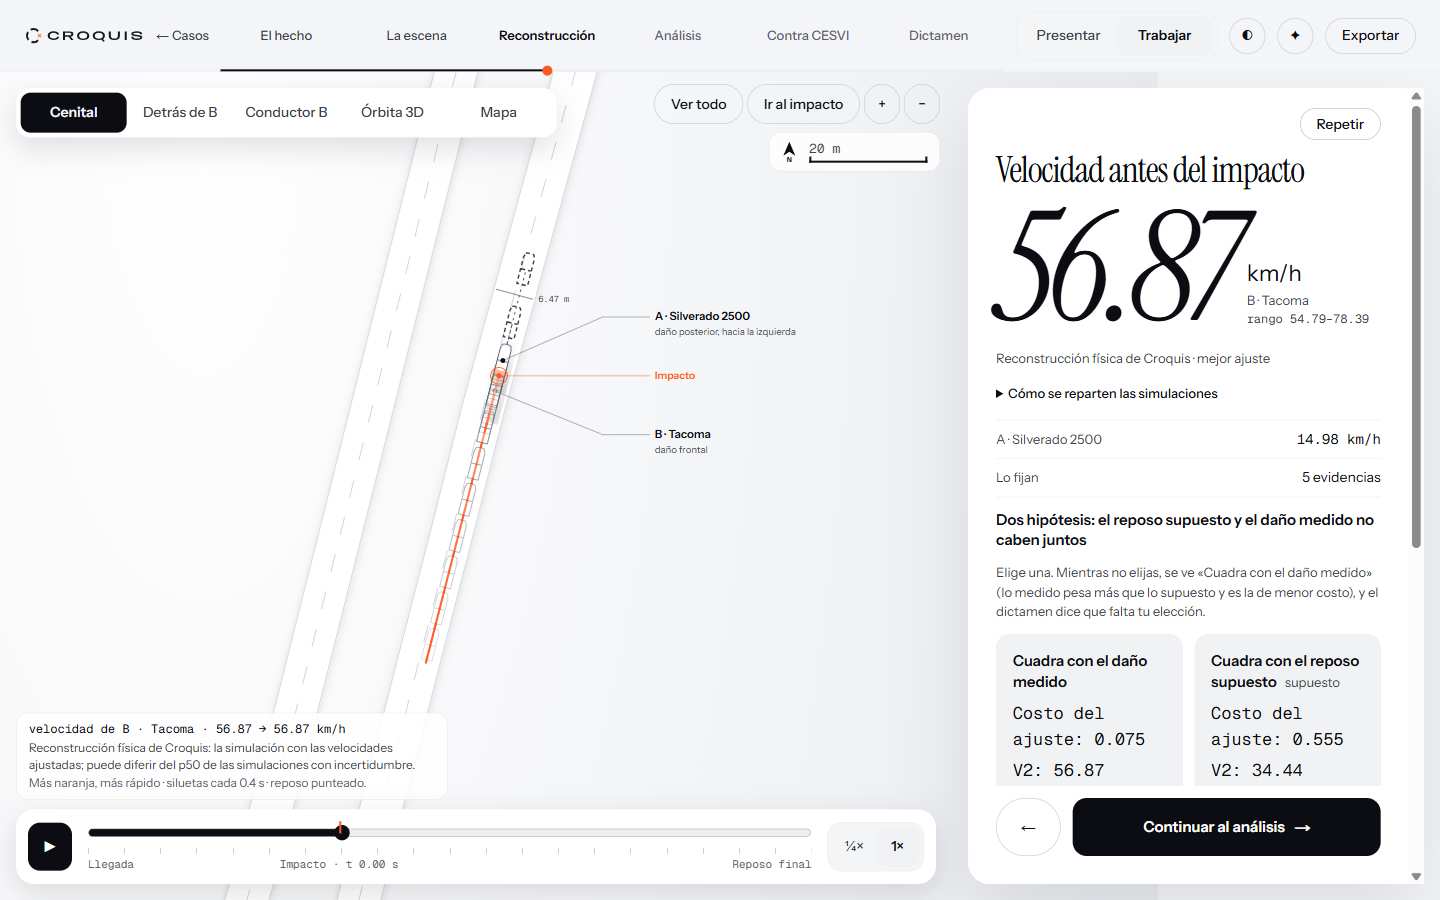 CROQUIS
← Casos
El hecho
La escena
Reconstrucción
Análisis
Contra CESVI
Dictamen
Presentar
Trabajar
Exportar
Cenital
Detrás de B
Conductor B
Órbita 3D
Mapa
Ver todo
Ir al impacto
+
−
N
20 m
6.47 m
A · Silverado 2500
daño posterior, hacia la izquierda
Impacto
B · Tacoma
daño frontal
velocidad de B · Tacoma · 56.87 → 56.87 km/h
Reconstrucción física de Croquis: la simulación con las velocidades
ajustadas; puede diferir del p50 de las simulaciones con incertidumbre.
Más naranja, más rápido · siluetas cada 0.4 s · reposo punteado.
Llegada
Impacto · t 0.00 s
Reposo final
¼×
1×
Repetir
Velocidad antes del impacto
56.87
km/h
B · Tacoma
rango 54.79–78.39
Reconstrucción física de Croquis · mejor ajuste
Cómo se reparten las simulaciones
A · Silverado 2500
14.98 km/h
Lo fijan
5 evidencias
Dos hipótesis: el reposo supuesto y el daño medido no
caben juntos
Elige una. Mientras no elijas, se ve «Cuadra con el daño medido»
(lo medido pesa más que lo supuesto y es la de menor costo), y el
dictamen dice que falta tu elección.
Cuadra con el daño
medido
Costo del
ajuste: 0.075
V2: 56.87
Cuadra con el reposo
supuesto supuesto
Costo del
ajuste: 0.555
V2: 34.44
←
Continuar al análisis →